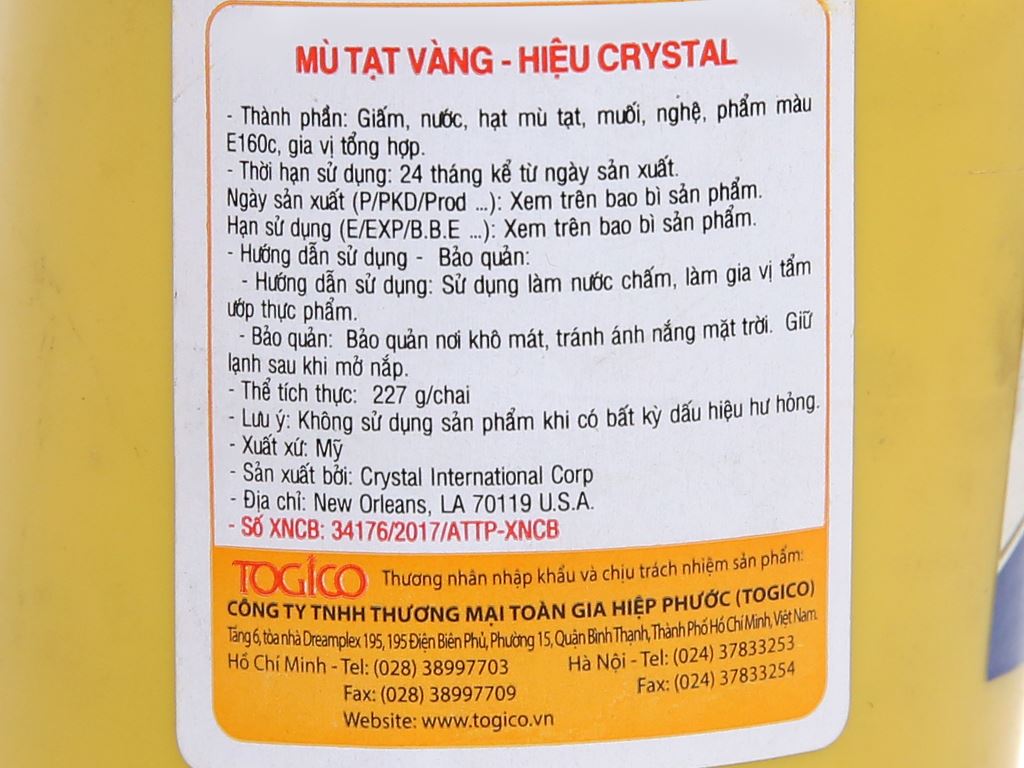 MÙ TẠT VÀNG - HIỆU CRYSTAL
- Thành phần: Giấm, nước, hạt mù tạt, muối, nghệ, phẩm màu
E160c, gia vị tổng hợp.
- Thời hạn sử dụng: 24 tháng kể từ ngày sản xuất.
Ngày sản xuất (P/PKD/Prod ...): Xem trên bao bì sản phẩm.
Hạn sử dụng (E/EXP/B.B.E ...): Xem trên bao bì sản phẩm.
- Hướng dẫn sử dụng - Bảo quản:
- Hướng dẫn sử dụng: Sử dụng làm nước chấm, làm gia vị tẩm
ướp thực phẩm.
- Bảo quản: Bảo quản nơi khô mát, tránh ánh nắng mặt trời. Giữ
lạnh sau khi mở nắp.
- Thể tích thực: 227 g/chai
- Lưu ý: Không sử dụng sản phẩm khi có bất kỳ dấu hiệu hư hỏng.
- Xuất xứ: Mỹ
- Sản xuất bởi: Crystal International Corp
- Địa chỉ: New Orleans, LA 70119 U.S.A.
- Số XNCB: 34176/2017/ATTP-XNCB
TOGICO Thương nhân nhập khẩu và chịu trách nhiệm sản phẩm:
CÔNG TY TNHH THƯƠNG MẠI TOÀN GIA HIỆP PHƯỚC (TOGICO)
Tầng 6, tòa nhà Dreamplex 195, 195 Điện Biên Phủ, Phường 15, Quận Bình Thạnh, Thành Phố Hồ Chí Minh, Việt Nam.
Hồ Chí Minh - Tel: (028) 38997703 Hà Nội - Tel: (024) 37833253
Fax: (028) 38997709 Fax: (024) 37833254
Website: www.togico.vn